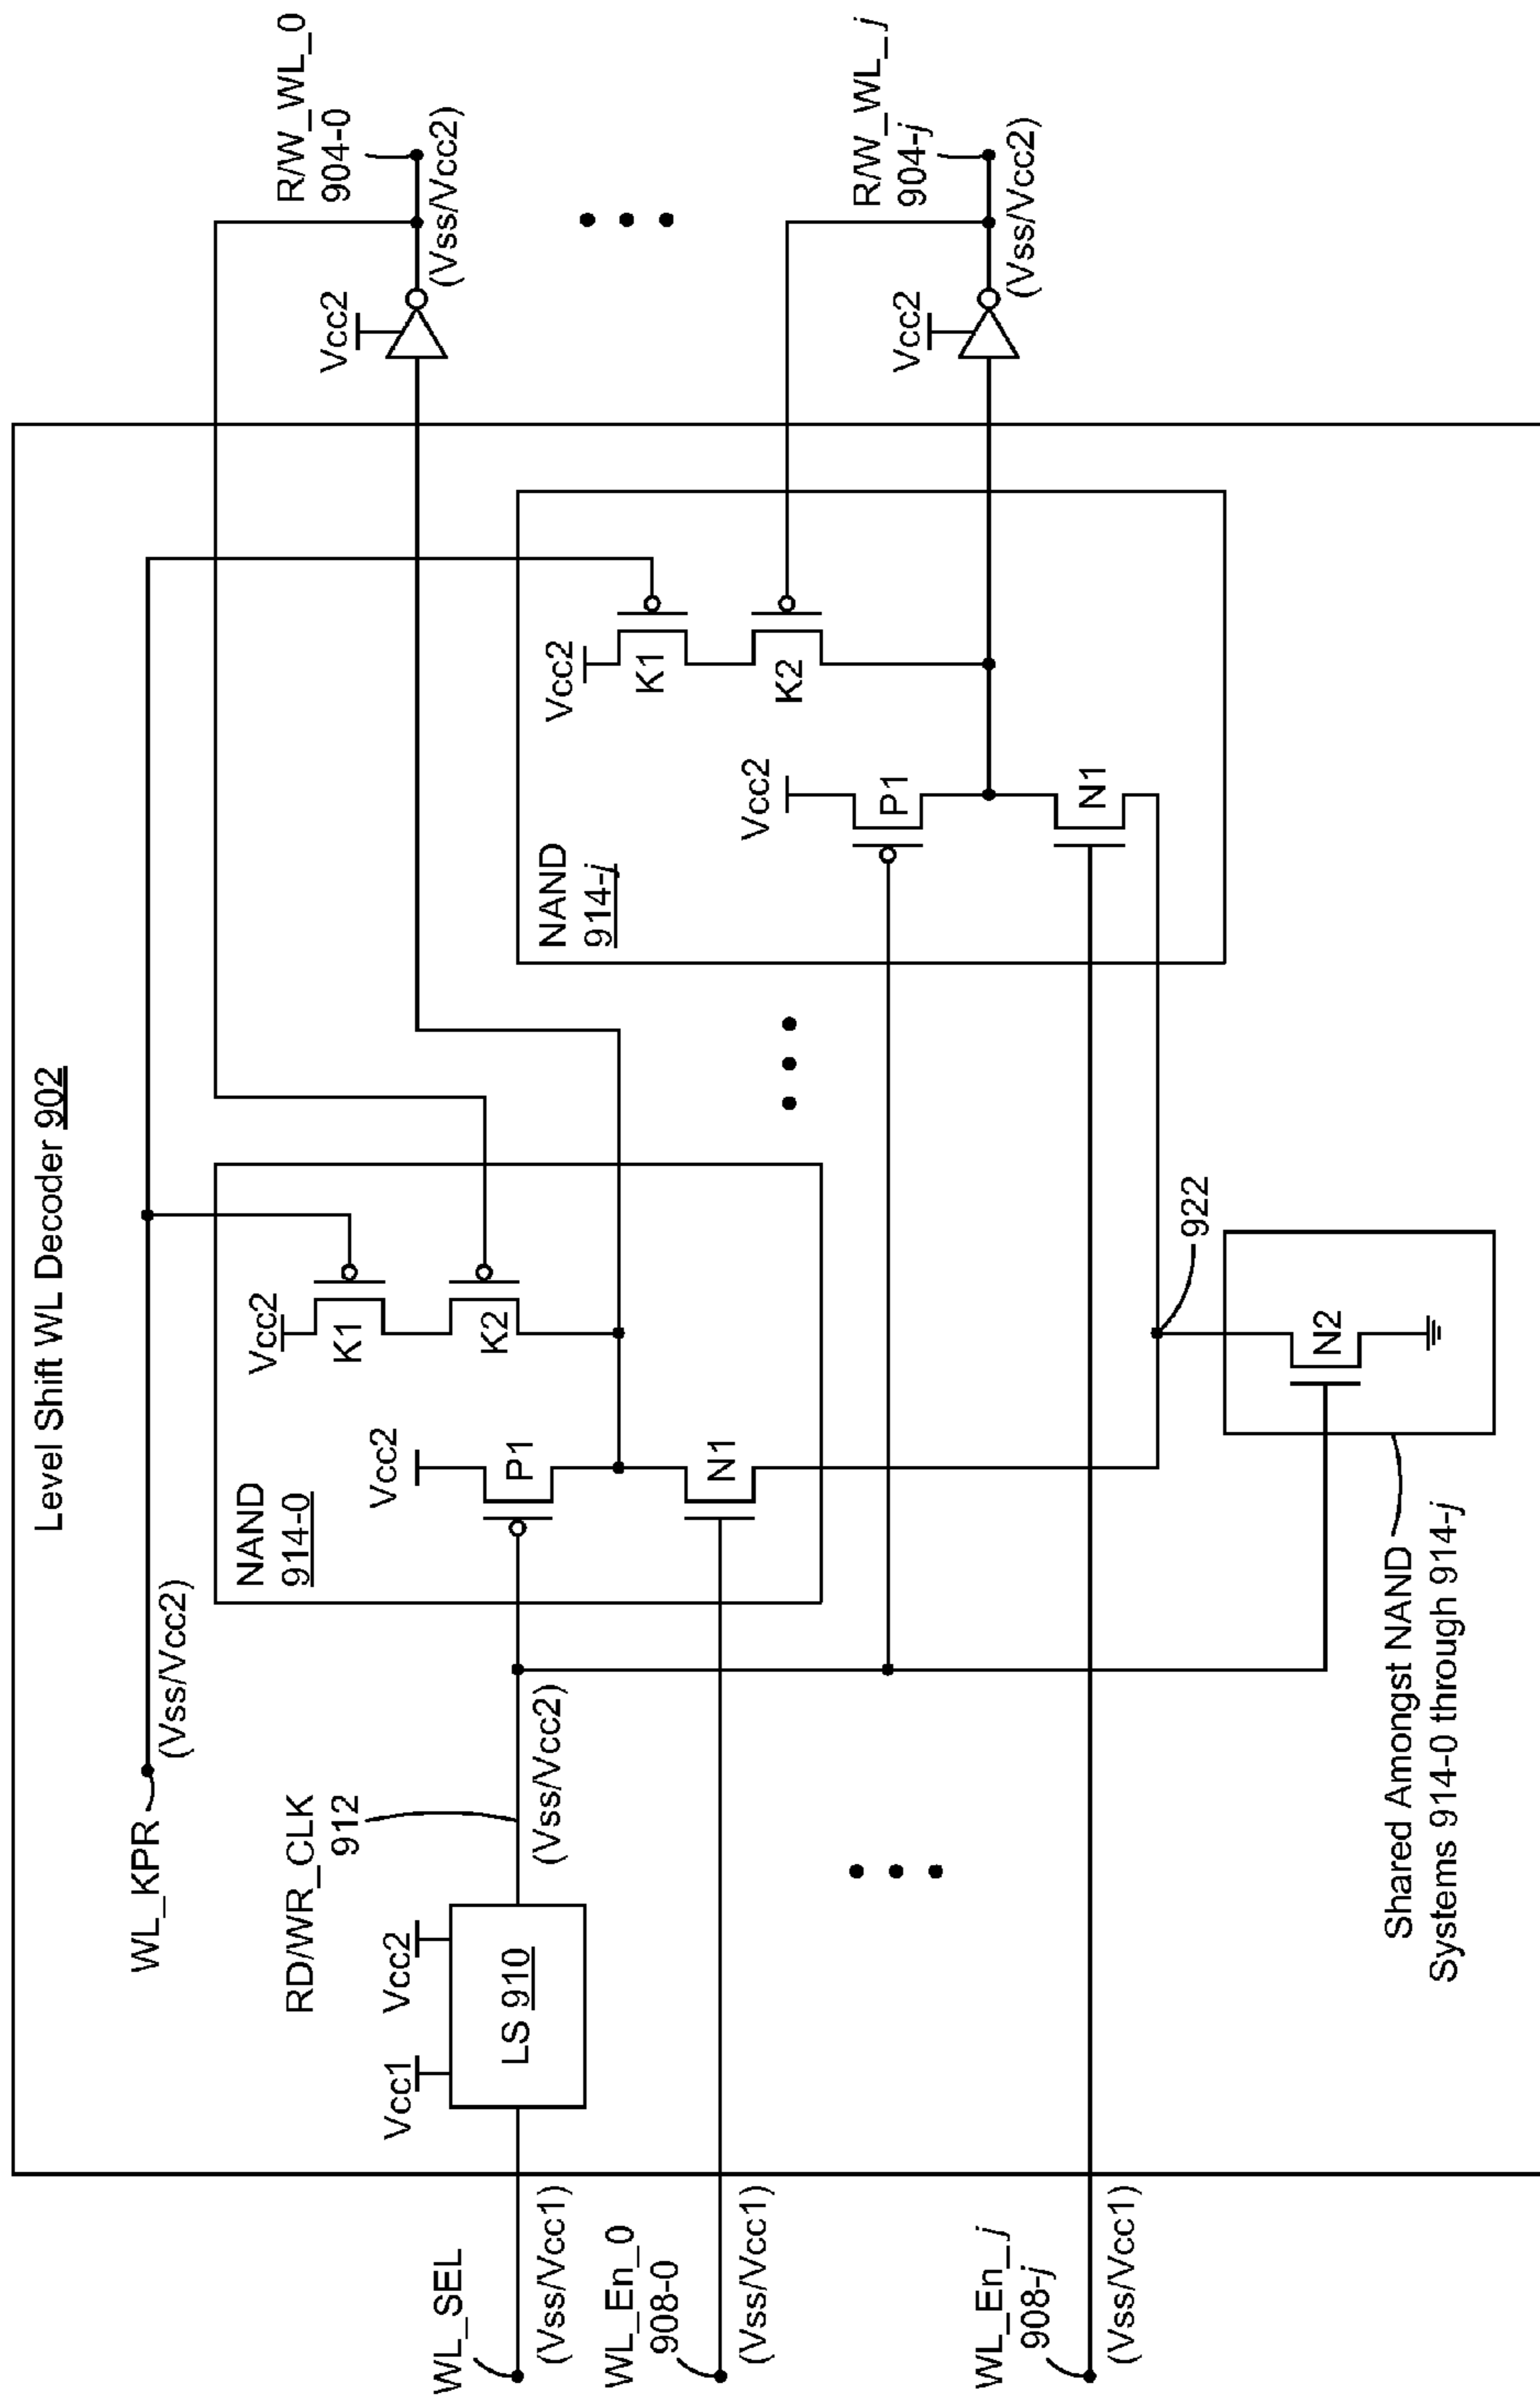 Level Shift WL Decoder 902
WL_KPR
(Vss/Vcc2)
RD/WR_CLK
912
(Vss/Vcc2)
Vcc1
Vcc2
LS 910
WL_SEL
(Vss/Vcc1)
WL_En_0
908-0
(Vss/Vcc1)
WL_En_j
908-j
(Vss/Vcc1)
NAND
914-0
Vcc2
P1
N1
Vcc2
K1
K2
NAND
914-j
Vcc2
P1
N1
Vcc2
K1
K2
922
N2
Shared Amongst NAND
Systems 914-0 through 914-j
Vcc2
R/W_WL_0
904-0
(Vss/Vcc2)
Vcc2
R/W_WL_j
904-j
(Vss/Vcc2)